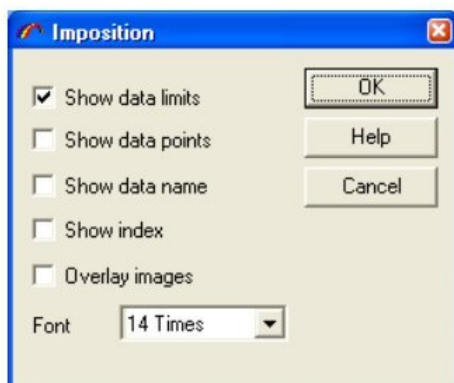 Imposition
Show data limits
OK
Show data points
Help
Show data name
Cancel
Show index
Overlay images
Font 14 Times